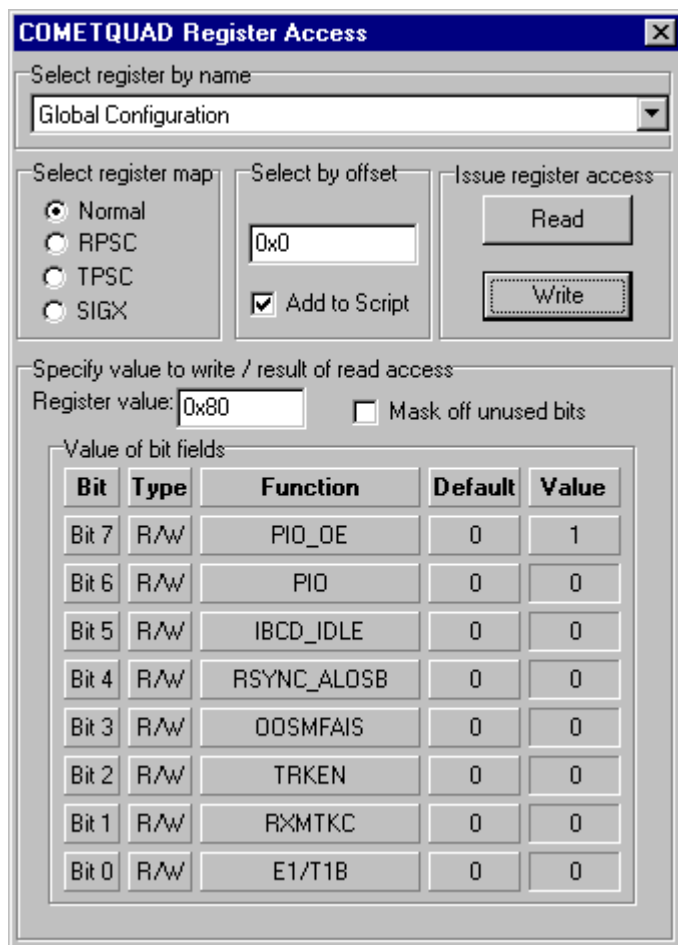 COMETQUAD Register Access
Select register by name
Global Configuration
Select register map
Normal
RPSC
TPSC
SIGX
Select by offset
0x0
Add to Script
Issue register access
Read
Write
Specify value to write / result of read access
Register value: 0x80 Mask off unused bits
Value of bit fields
Bit Type Function Default Value
Bit 7 R/W PIO_OE 0 1
Bit 6 R/W PIO 0 0
Bit 5 R/W IBCD_IDLE 0 0
Bit 4 R/W RSYNC_ALOSB 0 0
Bit 3 R/W OOSMFAIS 0 0
Bit 2 R/W TRKEN 0 0
Bit 1 R/W RXMTKC 0 0
Bit 0 R/W E1/T1B 0 0